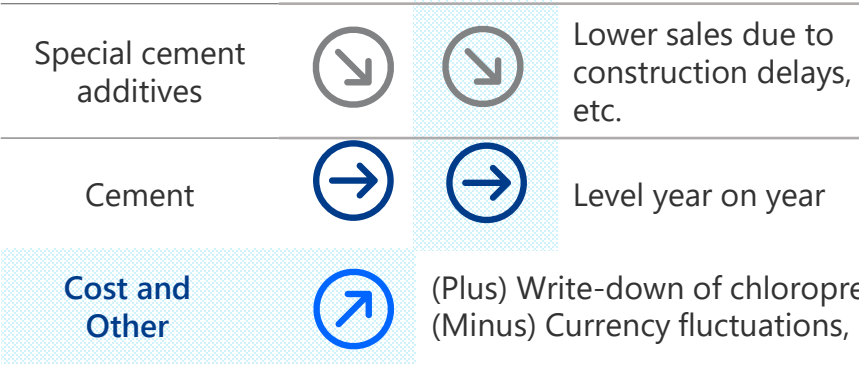 Special cement
additives
Lower sales due to
construction delays,
etc.
Cement
Level year on year
Cost and
Other
(Plus) Write-down of
(Minus) Currency fluctuations,